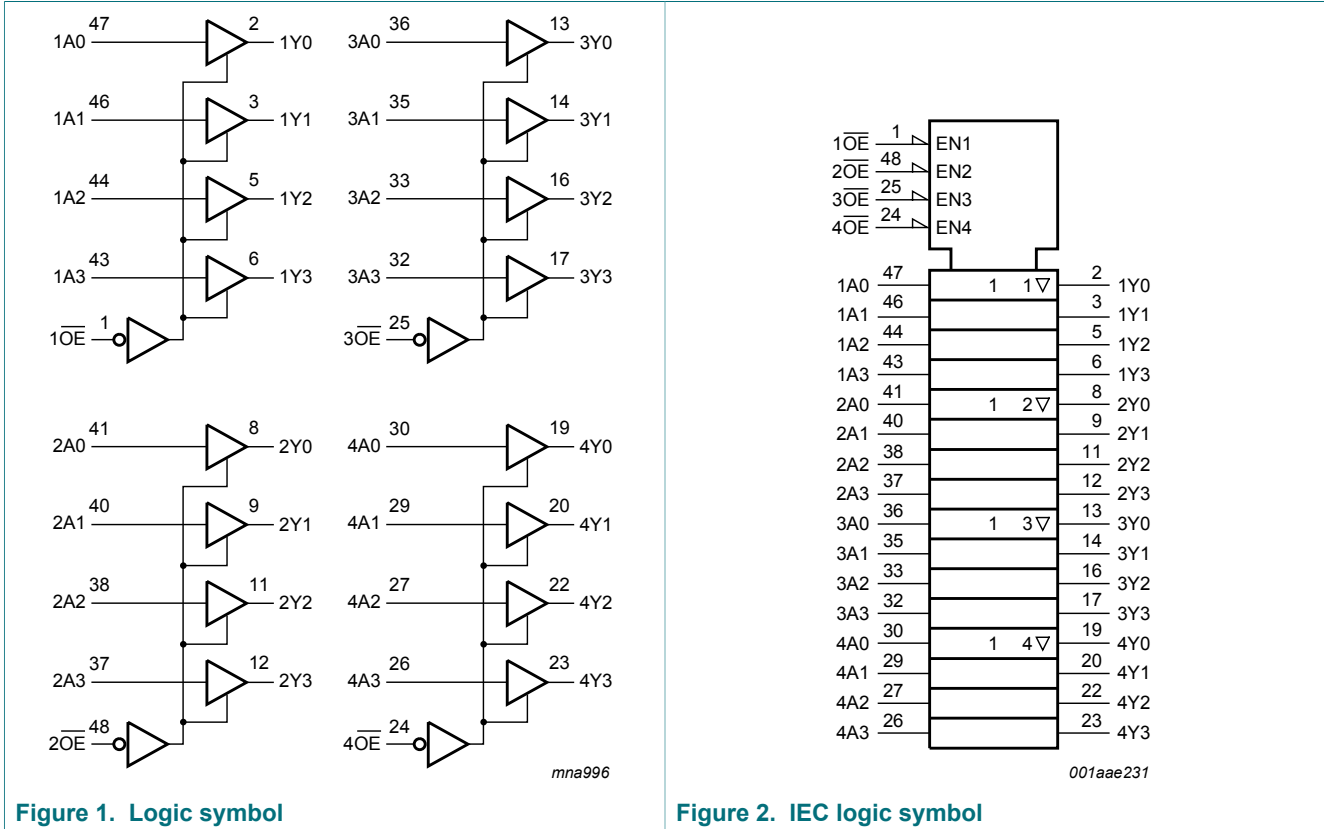 47 2 36 13
1A0 1Y0 3A0 3Y0
46 3 35 14
1A1 1Y1 3A1 3Y1
44 5 33 16
1A2 1Y2 3A2 3Y2
43 6 32 17
1A3 1Y3 3A3 3Y3
1O̅E̅ 1 3O̅E̅ 25
41 8 30 19
2A0 2Y0 4A0 4Y0
40 9 29 20
2A1 2Y1 4A1 4Y1
38 11 27 22
2A2 2Y2 4A2 4Y2
37 12 26 23
2A3 2Y3 4A3 4Y3
2O̅E̅ 48 4O̅E̅ 24
mna996
Figure 1. Logic symbol
1O̅E̅ 1 EN1
2O̅E̅ 48 EN2
3O̅E̅ 25 EN3
4O̅E̅ 24 EN4
1A0 47 1 1▽ 2 1Y0
1A1 46 3 1Y1
1A2 44 5 1Y2
1A3 43 6 1Y3
2A0 41 1 2▽ 8 2Y0
2A1 40 9 2Y1
2A2 38 11 2Y2
2A3 37 12 2Y3
3A0 36 1 3▽ 13 3Y0
3A1 35 14 3Y1
3A2 33 16 3Y2
3A3 32 17 3Y3
4A0 30 1 4▽ 19 4Y0
4A1 29 20 4Y1
4A2 27 22 4Y2
4A3 26 23 4Y3
001aae231
Figure 2. IEC logic symbol